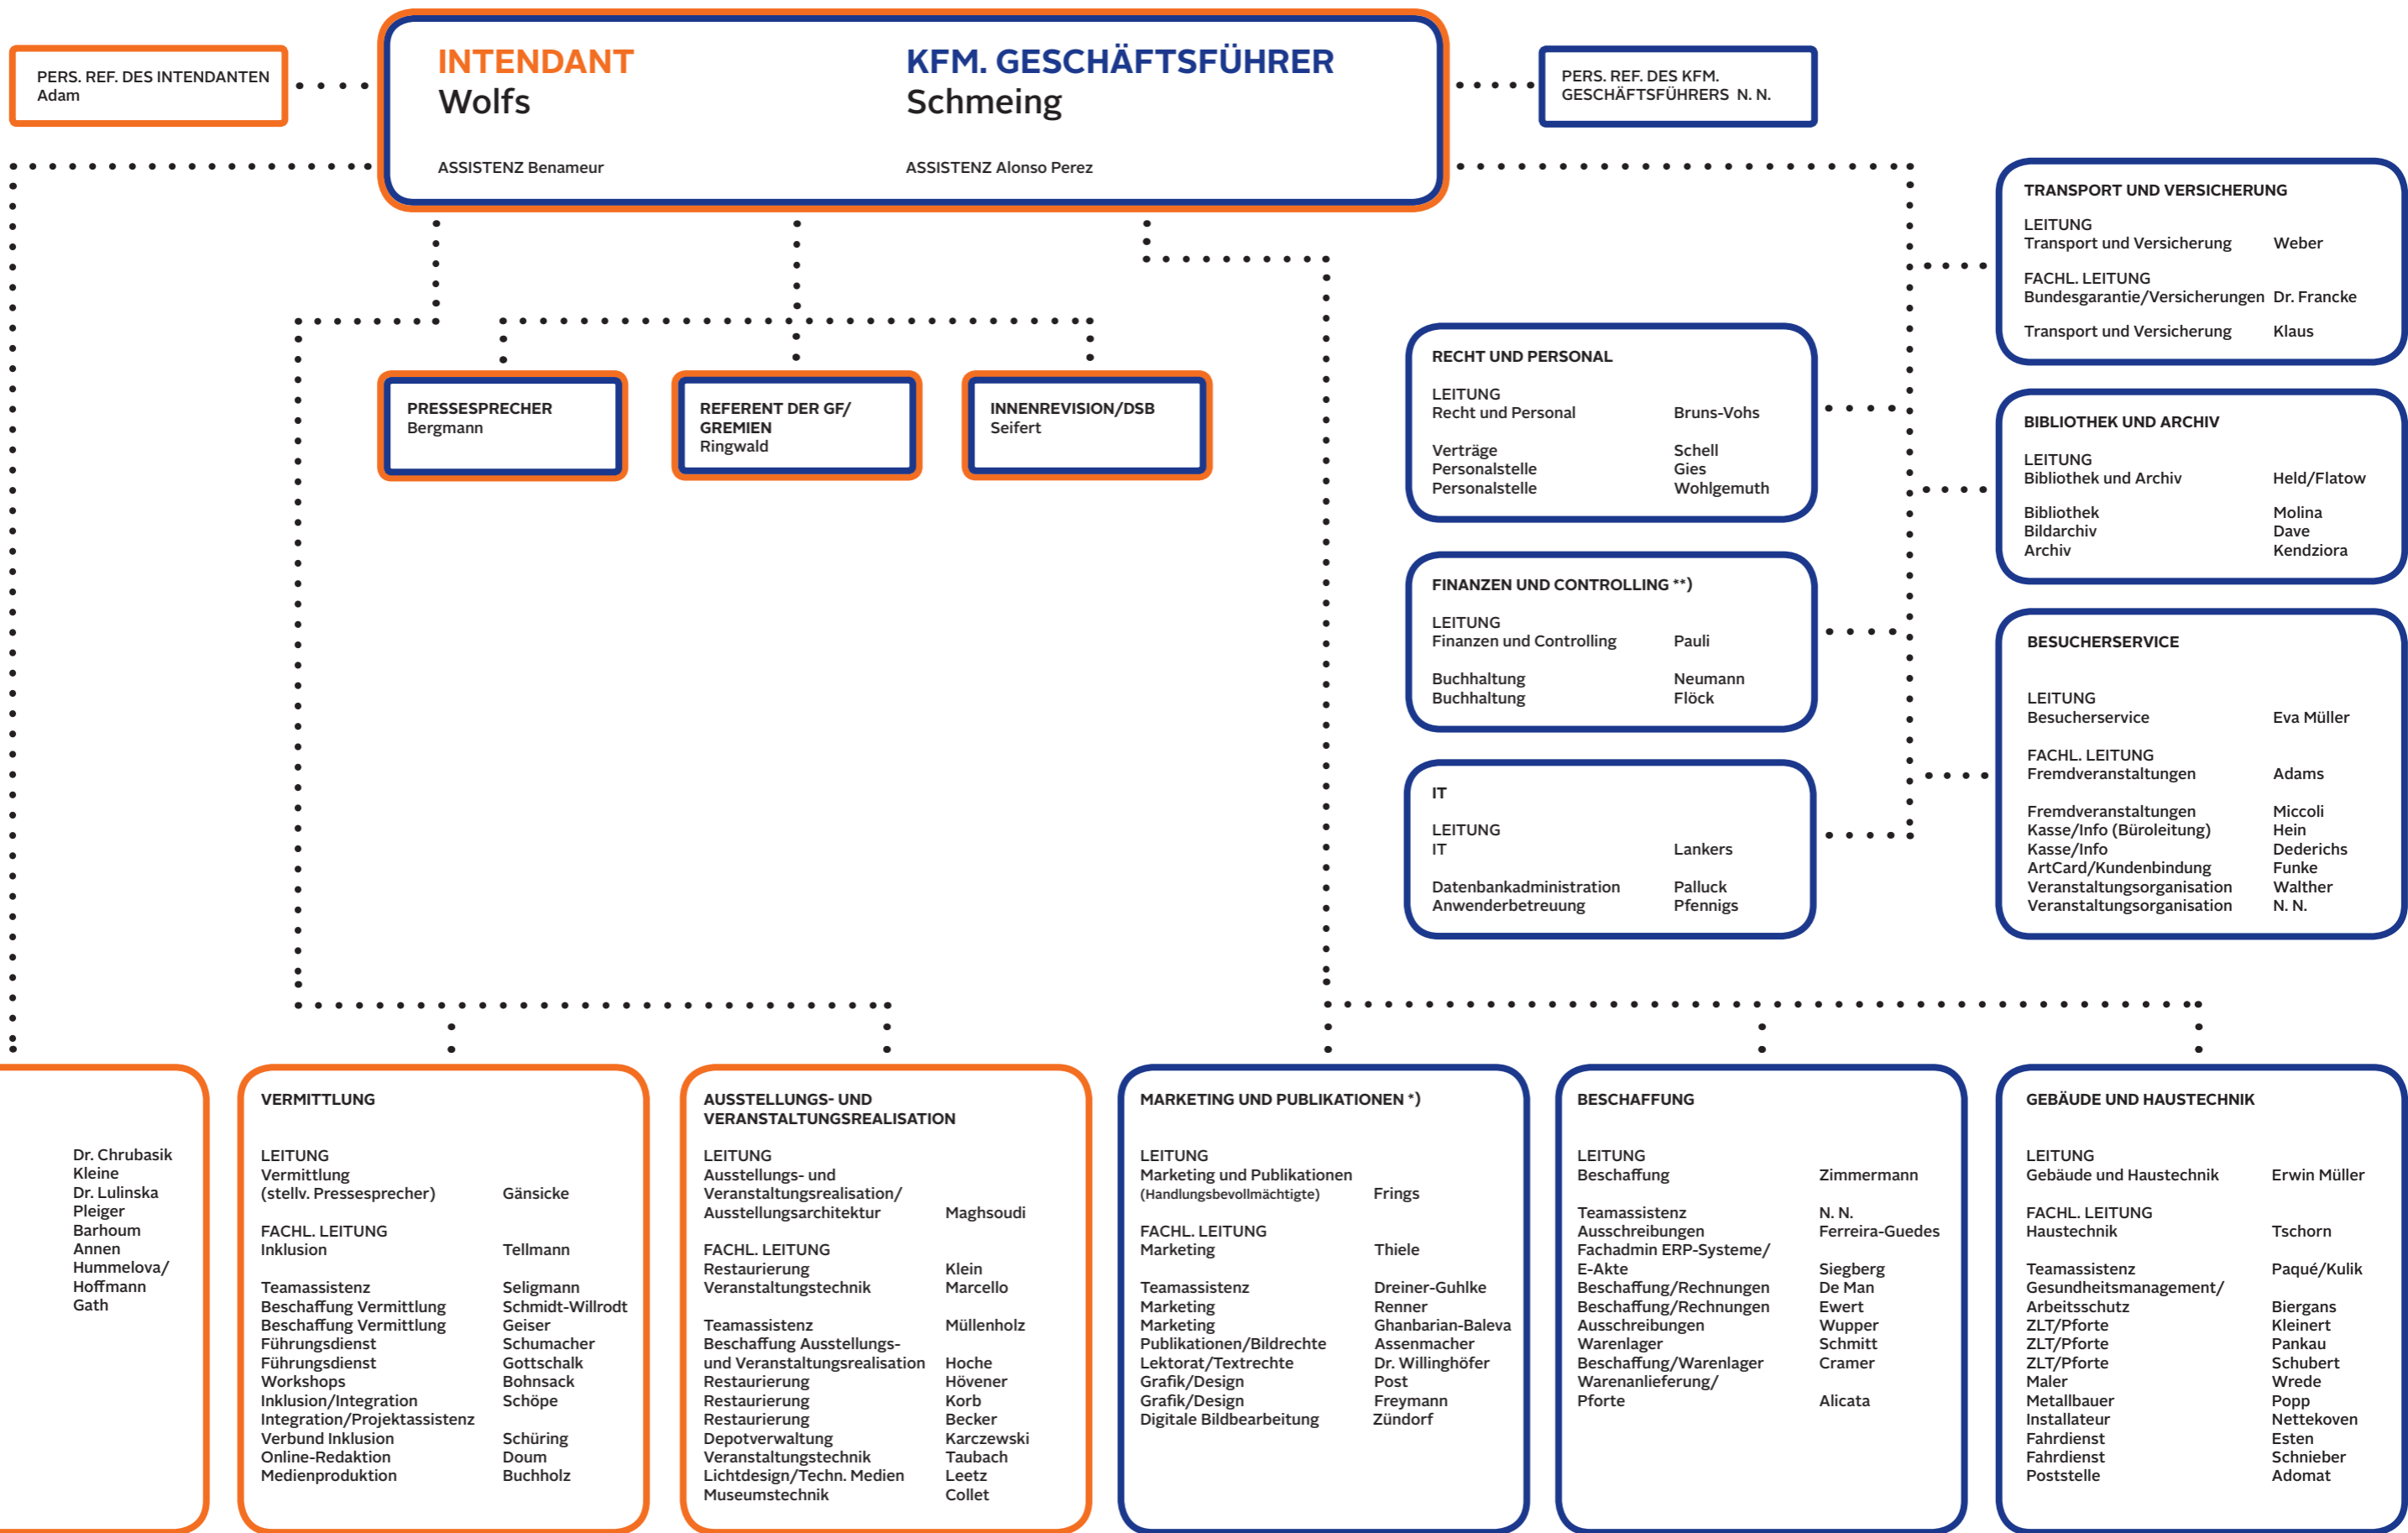 PERS. REF. DES INTENDANTEN
Adam
INTENDANT
Wolfs
ASSISTENZ Benameur
KFM. GESCHÄFTSFÜHRER
Schmeing
ASSISTENZ Alonso Perez
PERS. REF. DES KFM.
GESCHÄFTSFÜHRERS N. N.
PRESSESPRECHER
Bergmann
REFERENT DER GF/
GREMIEN
Ringwald
INNENREVISION/DSB
Seifert
RECHT UND PERSONAL
LEITUNG
Recht und Personal Bruns-Vohs
Verträge Schell
Personalstelle Gies
Personalstelle Wohlgemuth
FINANZEN UND CONTROLLING **)
LEITUNG
Finanzen und Controlling Pauli
Buchhaltung Neumann
Buchhaltung Flöck
IT
LEITUNG
IT Lankers
Datenbankadministration Palluck
Anwenderbetreuung Pfennigs
TRANSPORT UND VERSICHERUNG
LEITUNG
Transport und Versicherung Weber
FACHL. LEITUNG
Bundesgarantie/Versicherungen Dr. Francke
Transport und Versicherung Klaus
BIBLIOTHEK UND ARCHIV
LEITUNG
Bibliothek und Archiv Held/Flatow
Bibliothek Molina
Bildarchiv Dave
Archiv Kendziora
BESUCHERSERVICE
LEITUNG
Besucherservice Eva Müller
FACHL. LEITUNG
Fremdveranstaltungen Adams
Fremdveranstaltungen Miccoli
Kasse/Info (Büroleitung) Hein
Kasse/Info Dederichs
ArtCard/Kundenbindung Funke
Veranstaltungsorganisation Walther
Veranstaltungsorganisation N. N.
Dr. Chrubasik
Kleine
Dr. Lulinska
Pleiger
Barhoum
Annen
Hummelova/
Hoffmann
Gath
VERMITTLUNG
LEITUNG
Vermittlung
(stellv. Pressesprecher) Gänsicke
FACHL. LEITUNG
Inklusion Tellmann
Teamassistenz Seligmann
Beschaffung Vermittlung Schmidt-Willrodt
Beschaffung Vermittlung Geiser
Führungsdienst Schumacher
Führungsdienst Gottschalk
Workshops Bohnsack
Inklusion/Integration Schöpe
Integration/Projektassistenz
Verbund Inklusion Schüring
Online-Redaktion Doum
Medienproduktion Buchholz
AUSSTELLUNGS- UND
VERANSTALTUNGSREALISATION
LEITUNG
Ausstellungs- und
Veranstaltungsrealisation/
Ausstellungsarchitektur Maghsoudi
FACHL. LEITUNG
Restaurierung Klein
Veranstaltungstechnik Marcello
Teamassistenz Müllenholz
Beschaffung Ausstellungs-
und Veranstaltungsrealisation Hoche
Restaurierung Hövener
Restaurierung Korb
Restaurierung Becker
Depotverwaltung Karczewski
Veranstaltungstechnik Taubach
Lichtdesign/Techn. Medien Leetz
Museumstechnik Collet
MARKETING UND PUBLIKATIONEN *)
LEITUNG
Marketing und Publikationen
(Handlungsbevollmächtigte) Frings
FACHL. LEITUNG
Marketing Thiele
Teamassistenz Dreiner-Guhlke
Marketing Renner
Marketing Ghanbarian-Baleva
Publikationen/Bildrechte Assenmacher
Lektorat/Textrechte Dr. Willinghöfer
Grafik/Design Post
Grafik/Design Freymann
Digitale Bildbearbeitung Zündorf
BESCHAFFUNG
LEITUNG
Beschaffung Zimmermann
Teamassistenz N. N.
Ausschreibungen Ferreira-Guedes
Fachadmin ERP-Systeme/
E-Akte Siegberg
Beschaffung/Rechnungen De Man
Beschaffung/Rechnungen Ewert
Ausschreibungen Wupper
Warenlager Schmitt
Beschaffung/Warenlager Cramer
Warenanlieferung/
Pforte Alicata
GEBÄUDE UND HAUSTECHNIK
LEITUNG
Gebäude und Haustechnik Erwin Müller
FACHL. LEITUNG
Haustechnik Tschorn
Teamassistenz Paqué/Kulik
Gesundheitsmanagement/
Arbeitsschutz Biergans
ZLT/Pforte Kleinert
ZLT/Pforte Pankau
ZLT/Pforte Schubert
Maler Wrede
Metallbauer Popp
Installateur Nettekoven
Fahrdienst Esten
Fahrdienst Schnieber
Poststelle Adomat